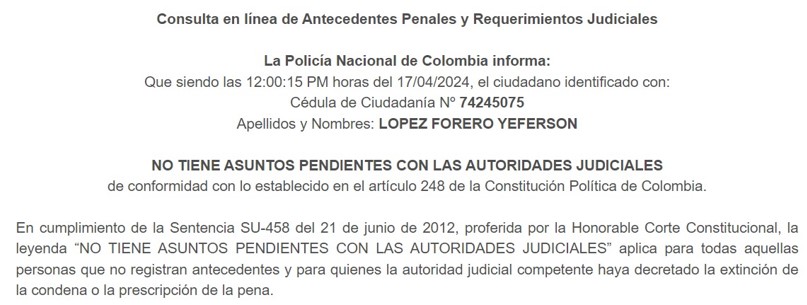 Consulta en línea de Antecedentes Penales y Requerimientos Judiciales
La Policía Nacional de Colombia informa:
Que siendo las 12:00:15 PM horas del 17/04/2024, el ciudadano identificado con:
Cédula de Ciudadanía Nº 74245075
Apellidos y Nombres: LOPEZ FORERO YEFERSON
NO TIENE ASUNTOS PENDIENTES CON LAS AUTORIDADES JUDICIALES
de conformidad con lo establecido en el artículo 248 de la Constitución Política de Colombia.
En cumplimiento de la Sentencia SU-458 del 21 de junio de 2012, proferida por la Honorable Corte Constitucional, la
leyenda “NO TIENE ASUNTOS PENDIENTES CON LAS AUTORIDADES JUDICIALES” aplica para todas aquellas
personas que no registran antecedentes y para quienes la autoridad judicial competente haya decretado la extinción de
la condena o la prescripción de la pena.